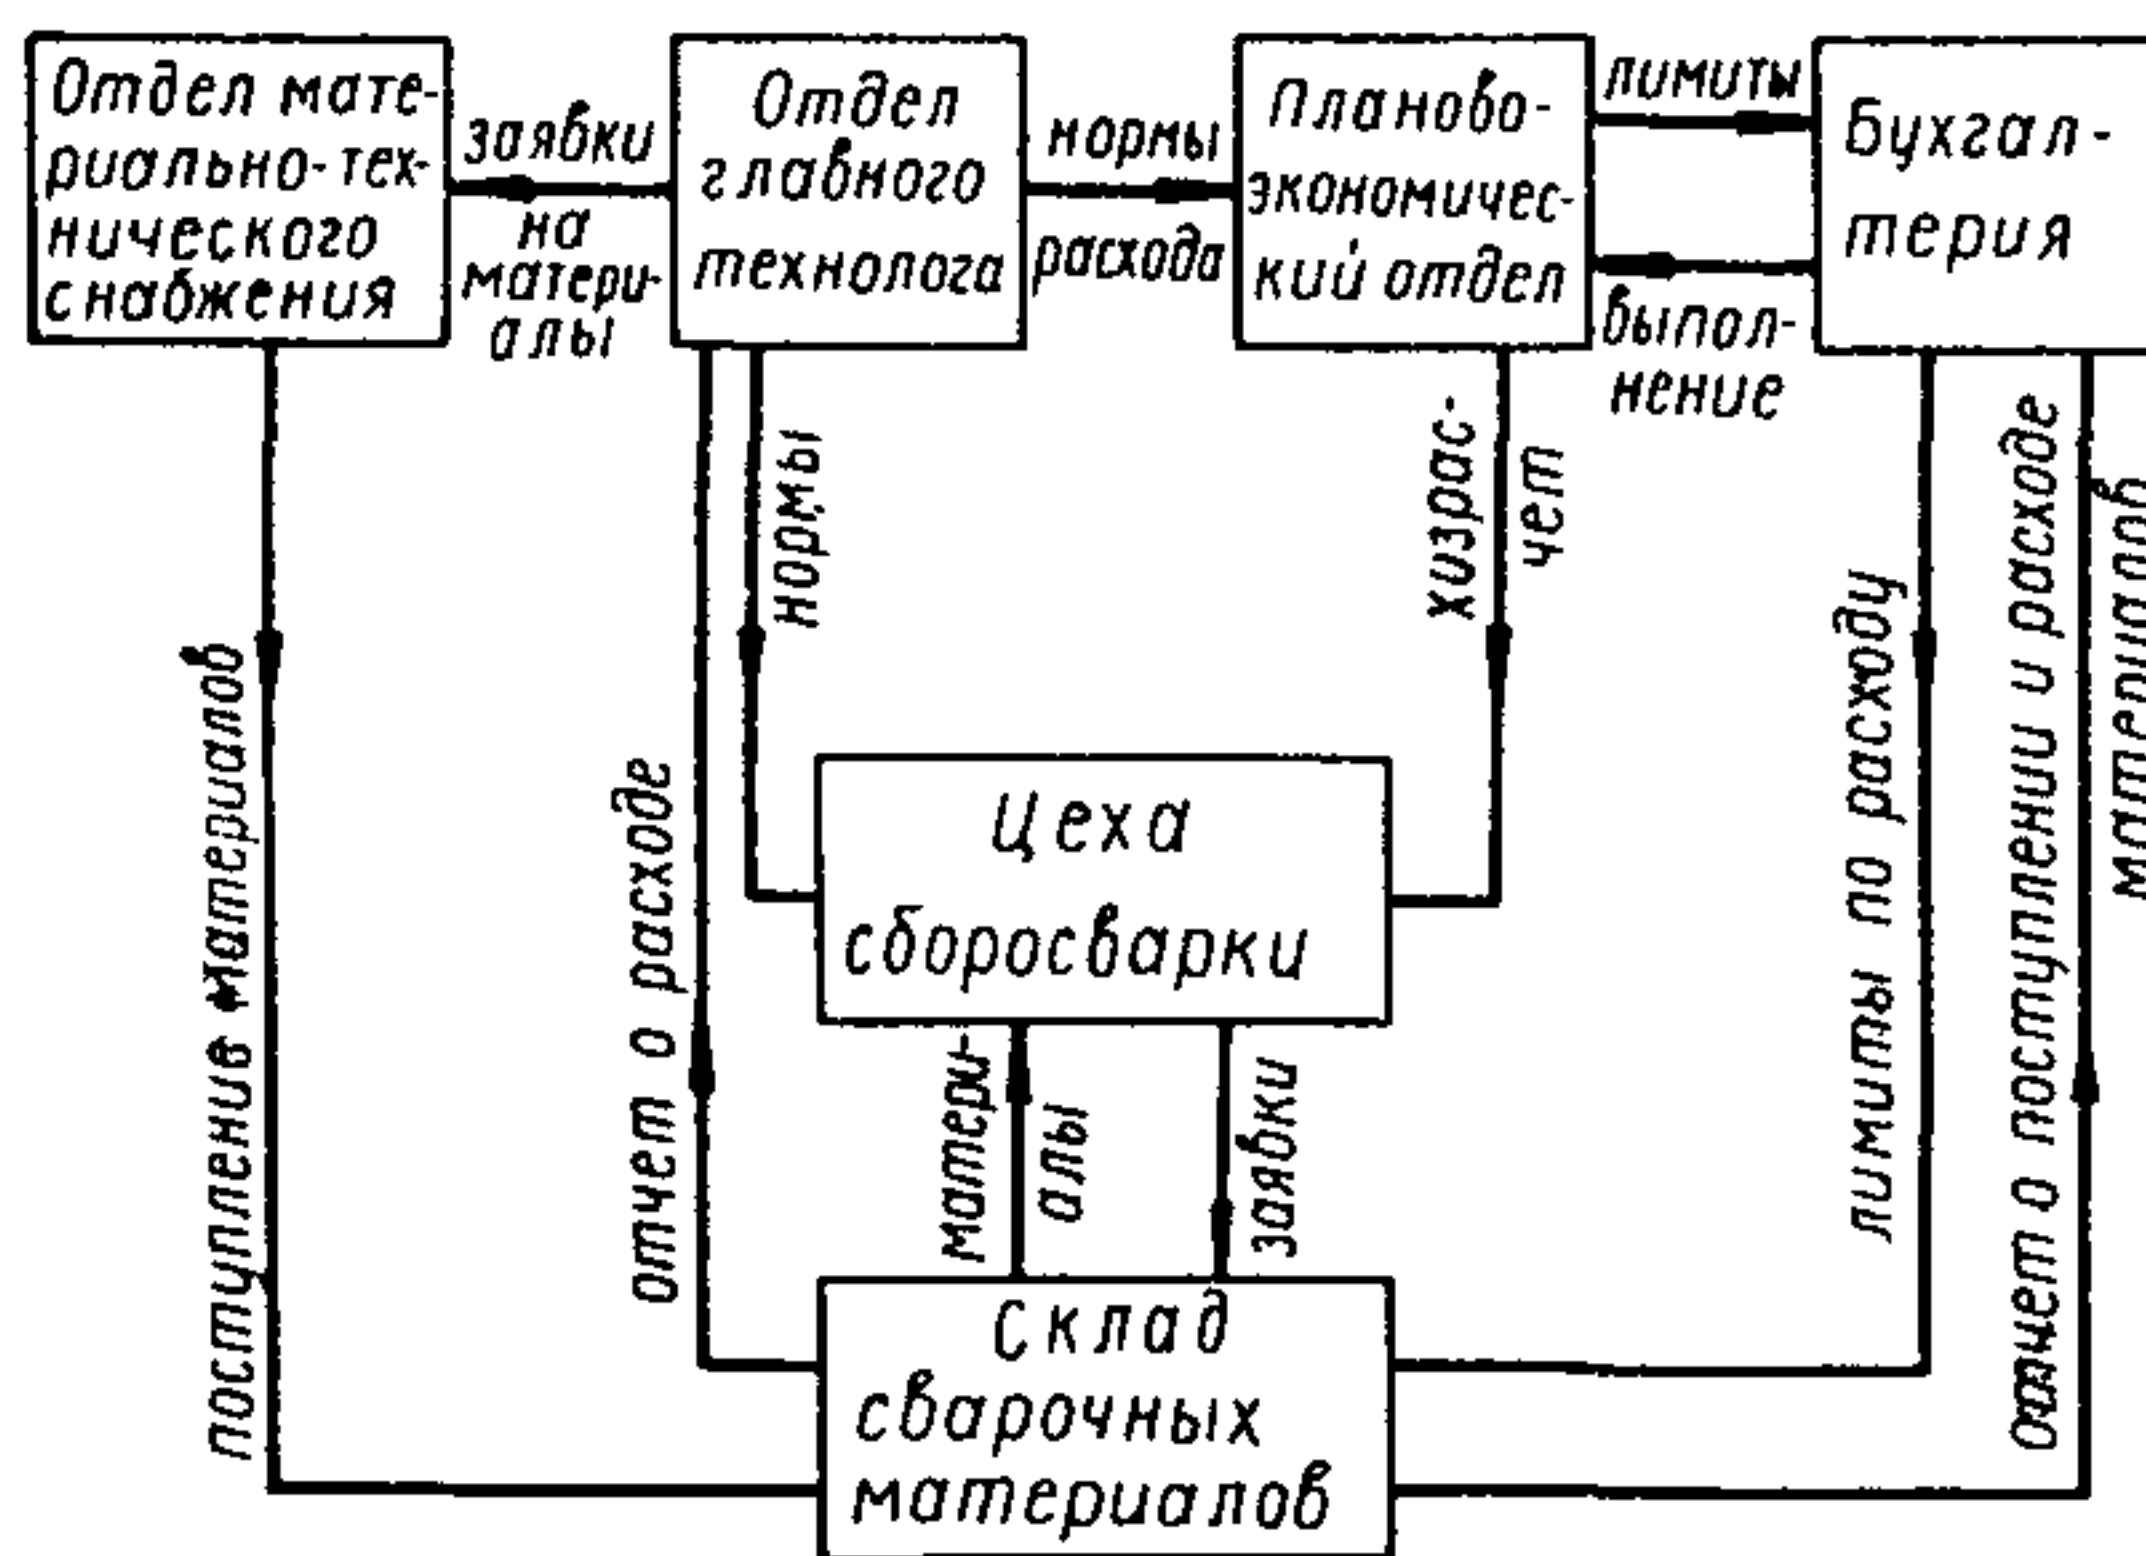 Отдел мате-
риально-тех-
нического
снабжения
заявки
на
матери-
алы
Отдел
главного
технолога
нормы
расхода
Планово-
экономичес-
кий отдел
лимиты
выпол-
нение
Бухгал-
терия
поступление материалов
отчет о расходе
нормы
хизрас-
чет
лимиты по расходу
отчет о поступлении и расходе
материалов
Цеха
сборосварки
матери-
алы
заявки
Склад
сварочных
материалов